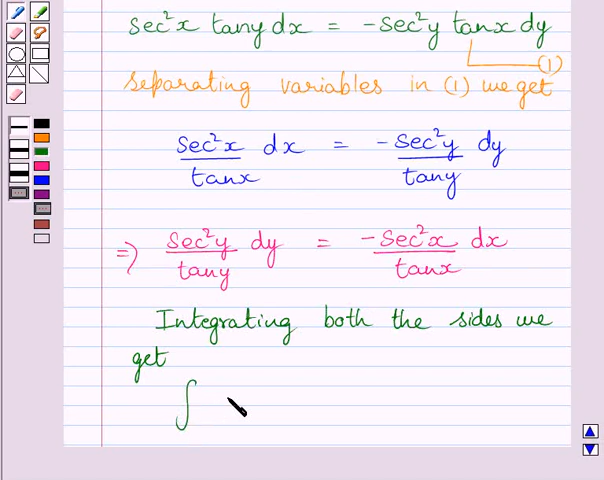 sec²x tany dx = -sec²y tanx dy
(1)
separating variables in (1) we get
sec²x/tanx dx = -sec²y/tany dy
⇒ sec²y/tany dy = -sec²x/tanx dx
Integrating both the sides we
get
∫